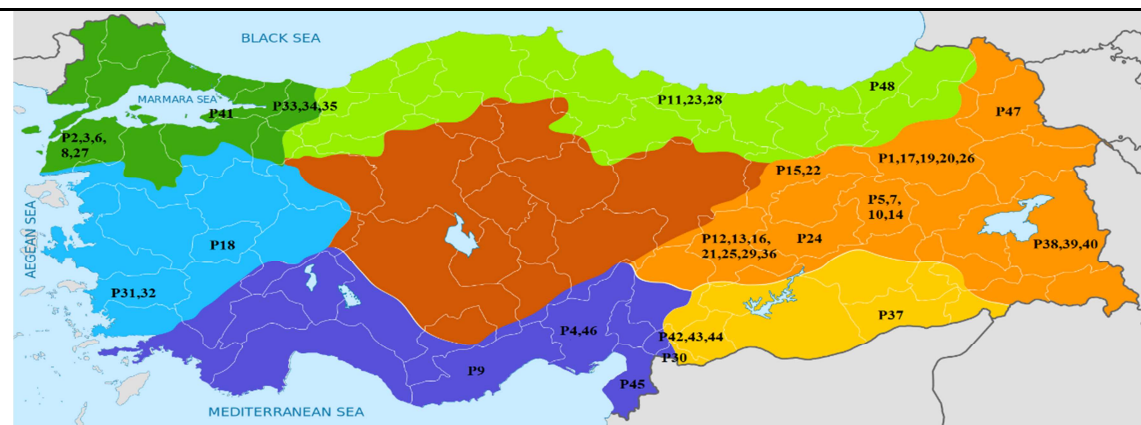 BLACK SEA
MARMARA SEA
P41
P33,34,35
P2,3,6,
8,27
P11,23,28
P48
P47
P1,17,19,20,26
P15,22
P5,7,
10,14
P18
P12,13,16,
21,25,29,36
P24
P38,39,40
AEGEAN SEA
P31,32
P37
P4,46
P42,43,44
P30
P9
P45
MEDITERRANEAN SEA